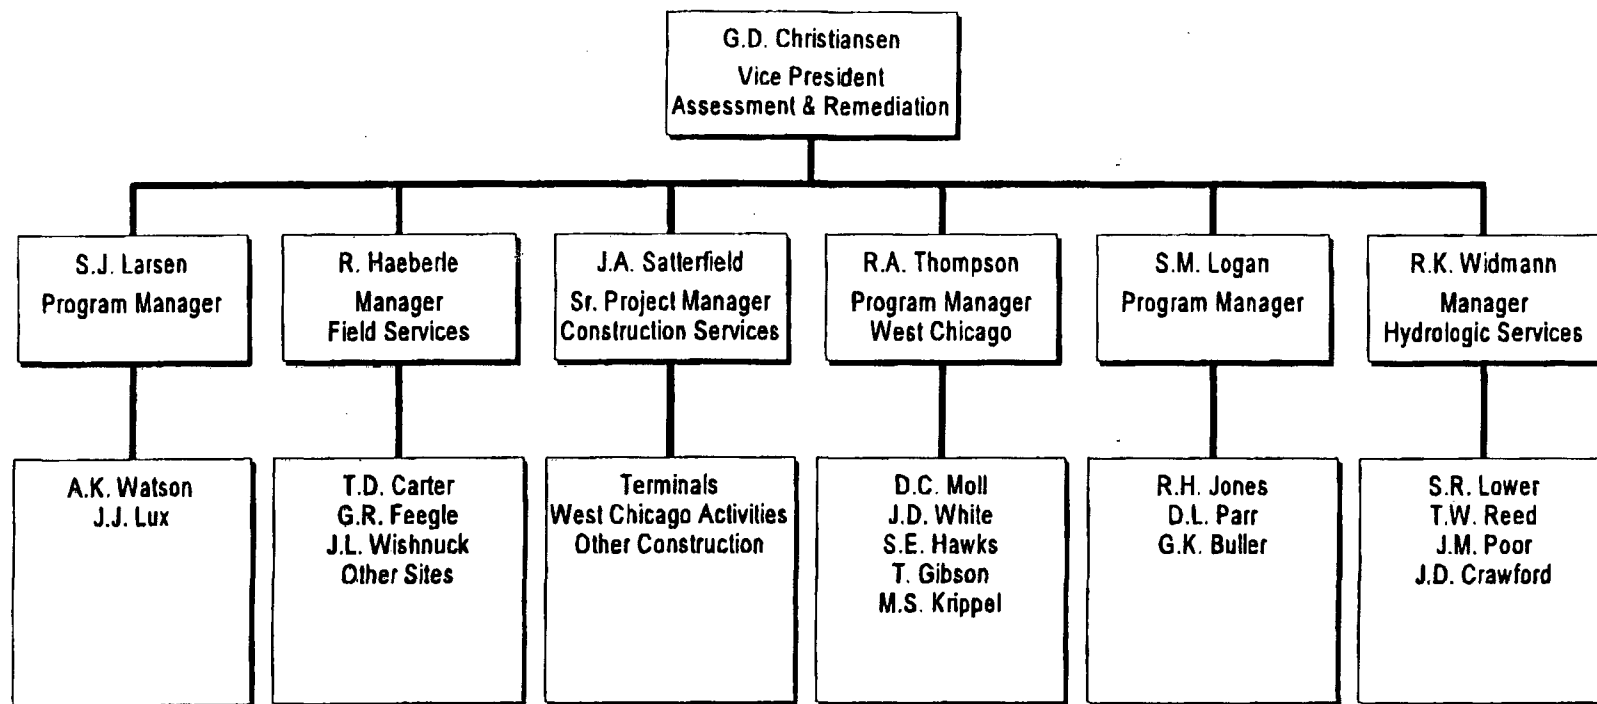 G.D. Christiansen
Vice President
Assessment & Remediation
S.J. Larsen
Program Manager
R. Haeberle
Manager
Field Services
J.A. Satterfield
Sr. Project Manager
Construction Services
R.A. Thompson
Program Manager
West Chicago
S.M. Logan
Program Manager
R.K. Widmann
Manager
Hydrologic Services
A.K. Watson
J.J. Lux
T.D. Carter
G.R. Feegle
J.L. Wishnuck
Other Sites
Terminals
West Chicago Activities
Other Construction
D.C. Moll
J.D. White
S.E. Hawks
T. Gibson
M.S. Krippel
R.H. Jones
D.L. Parr
G.K. Butler
S.R. Lower
T.W. Reed
J.M. Poor
J.D. Crawford